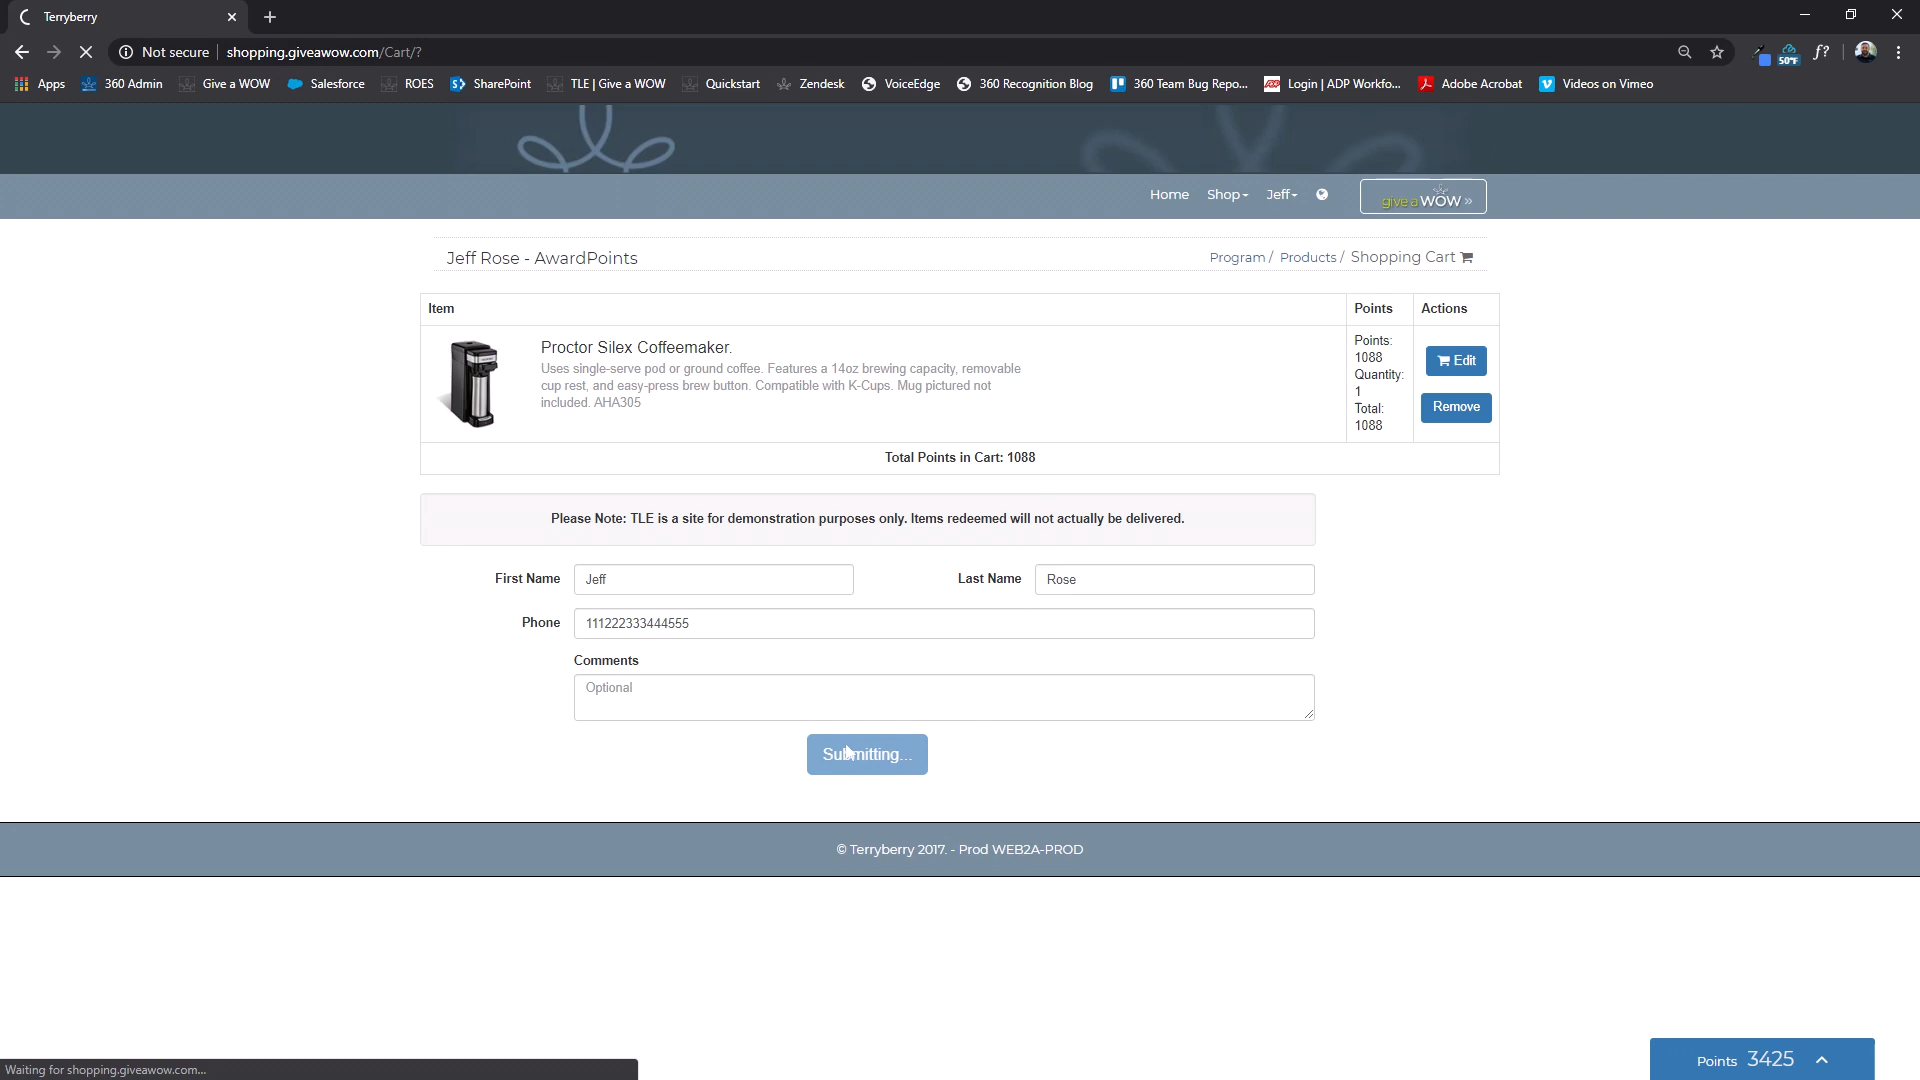 Terryberry
Not secure shopping.giveawow.com/Cart/?
50°F
f?
Apps 360 Admin Give a WOW Salesforce ROES SharePoint TLE | Give a WOW Quickstart Zendesk VoiceEdge 360 Recognition Blog 360 Team Bug Repo... Login | ADP Workfo... Adobe Acrobat Videos on Vimeo
Home Shop Jeff give a WOW »
Jeff Rose - AwardPoints
Program / Products / Shopping Cart
Item Points Actions
Proctor Silex Coffeemaker.
Uses single-serve pod or ground coffee. Features a 14oz brewing capacity, removable
cup rest, and easy-press brew button. Compatible with K-Cups. Mug pictured not
included. AHA305
Points:
1088
Quantity:
1
Total:
1088
Edit
Remove
Total Points in Cart: 1088
Please Note: TLE is a site for demonstration purposes only. Items redeemed will not actually be delivered.
First Name Jeff Last Name Rose
Phone 111222333444555
Comments
Optional
Submitting...
© Terryberry 2017. - Prod WEB2A-PROD
Points 3425
Waiting for shopping.giveawow.com...